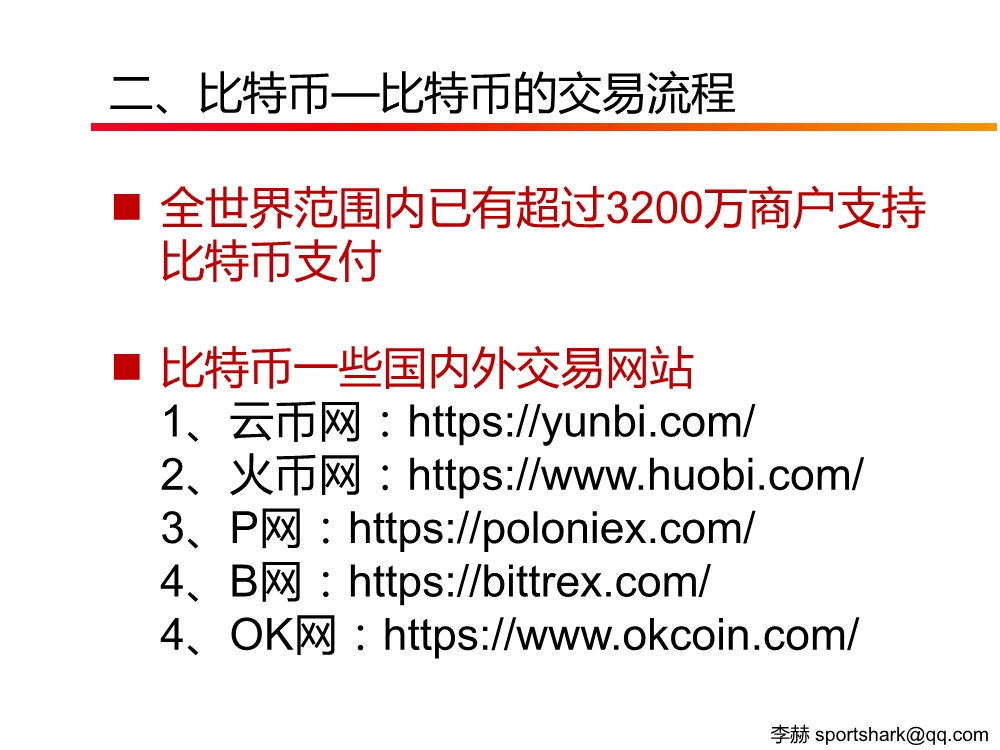 二、比特币—比特币的交易流程
全世界范围内已有超过3200万商户支持
比特币支付
比特币一些国内外交易网站
1、云币网：https://yunbi.com/
2、火币网：https://www.huobi.com/
3、P网：https://poloniex.com/
4、B网：https://bittrex.com/
4、OK网：https://www.okcoin.com/
李赫 sportshark@qq.com